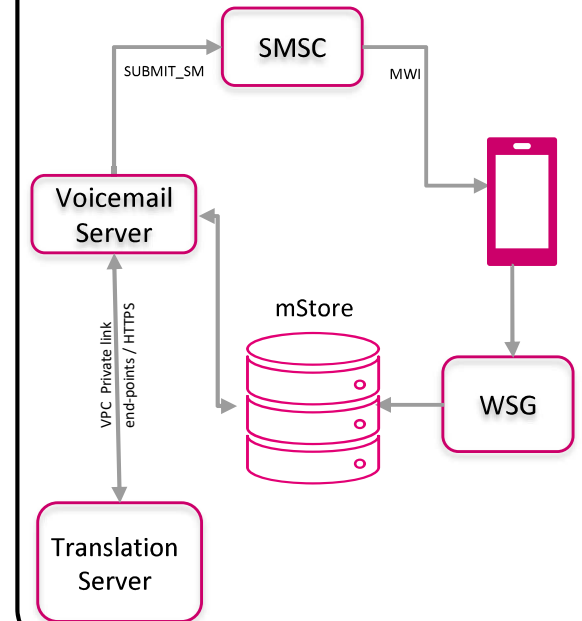 SMSC
SUBMIT_SM
MWI
Voicemail
Server
mStore
VPC  Private link
end-points / HTTPS
WSG
Translation
Server